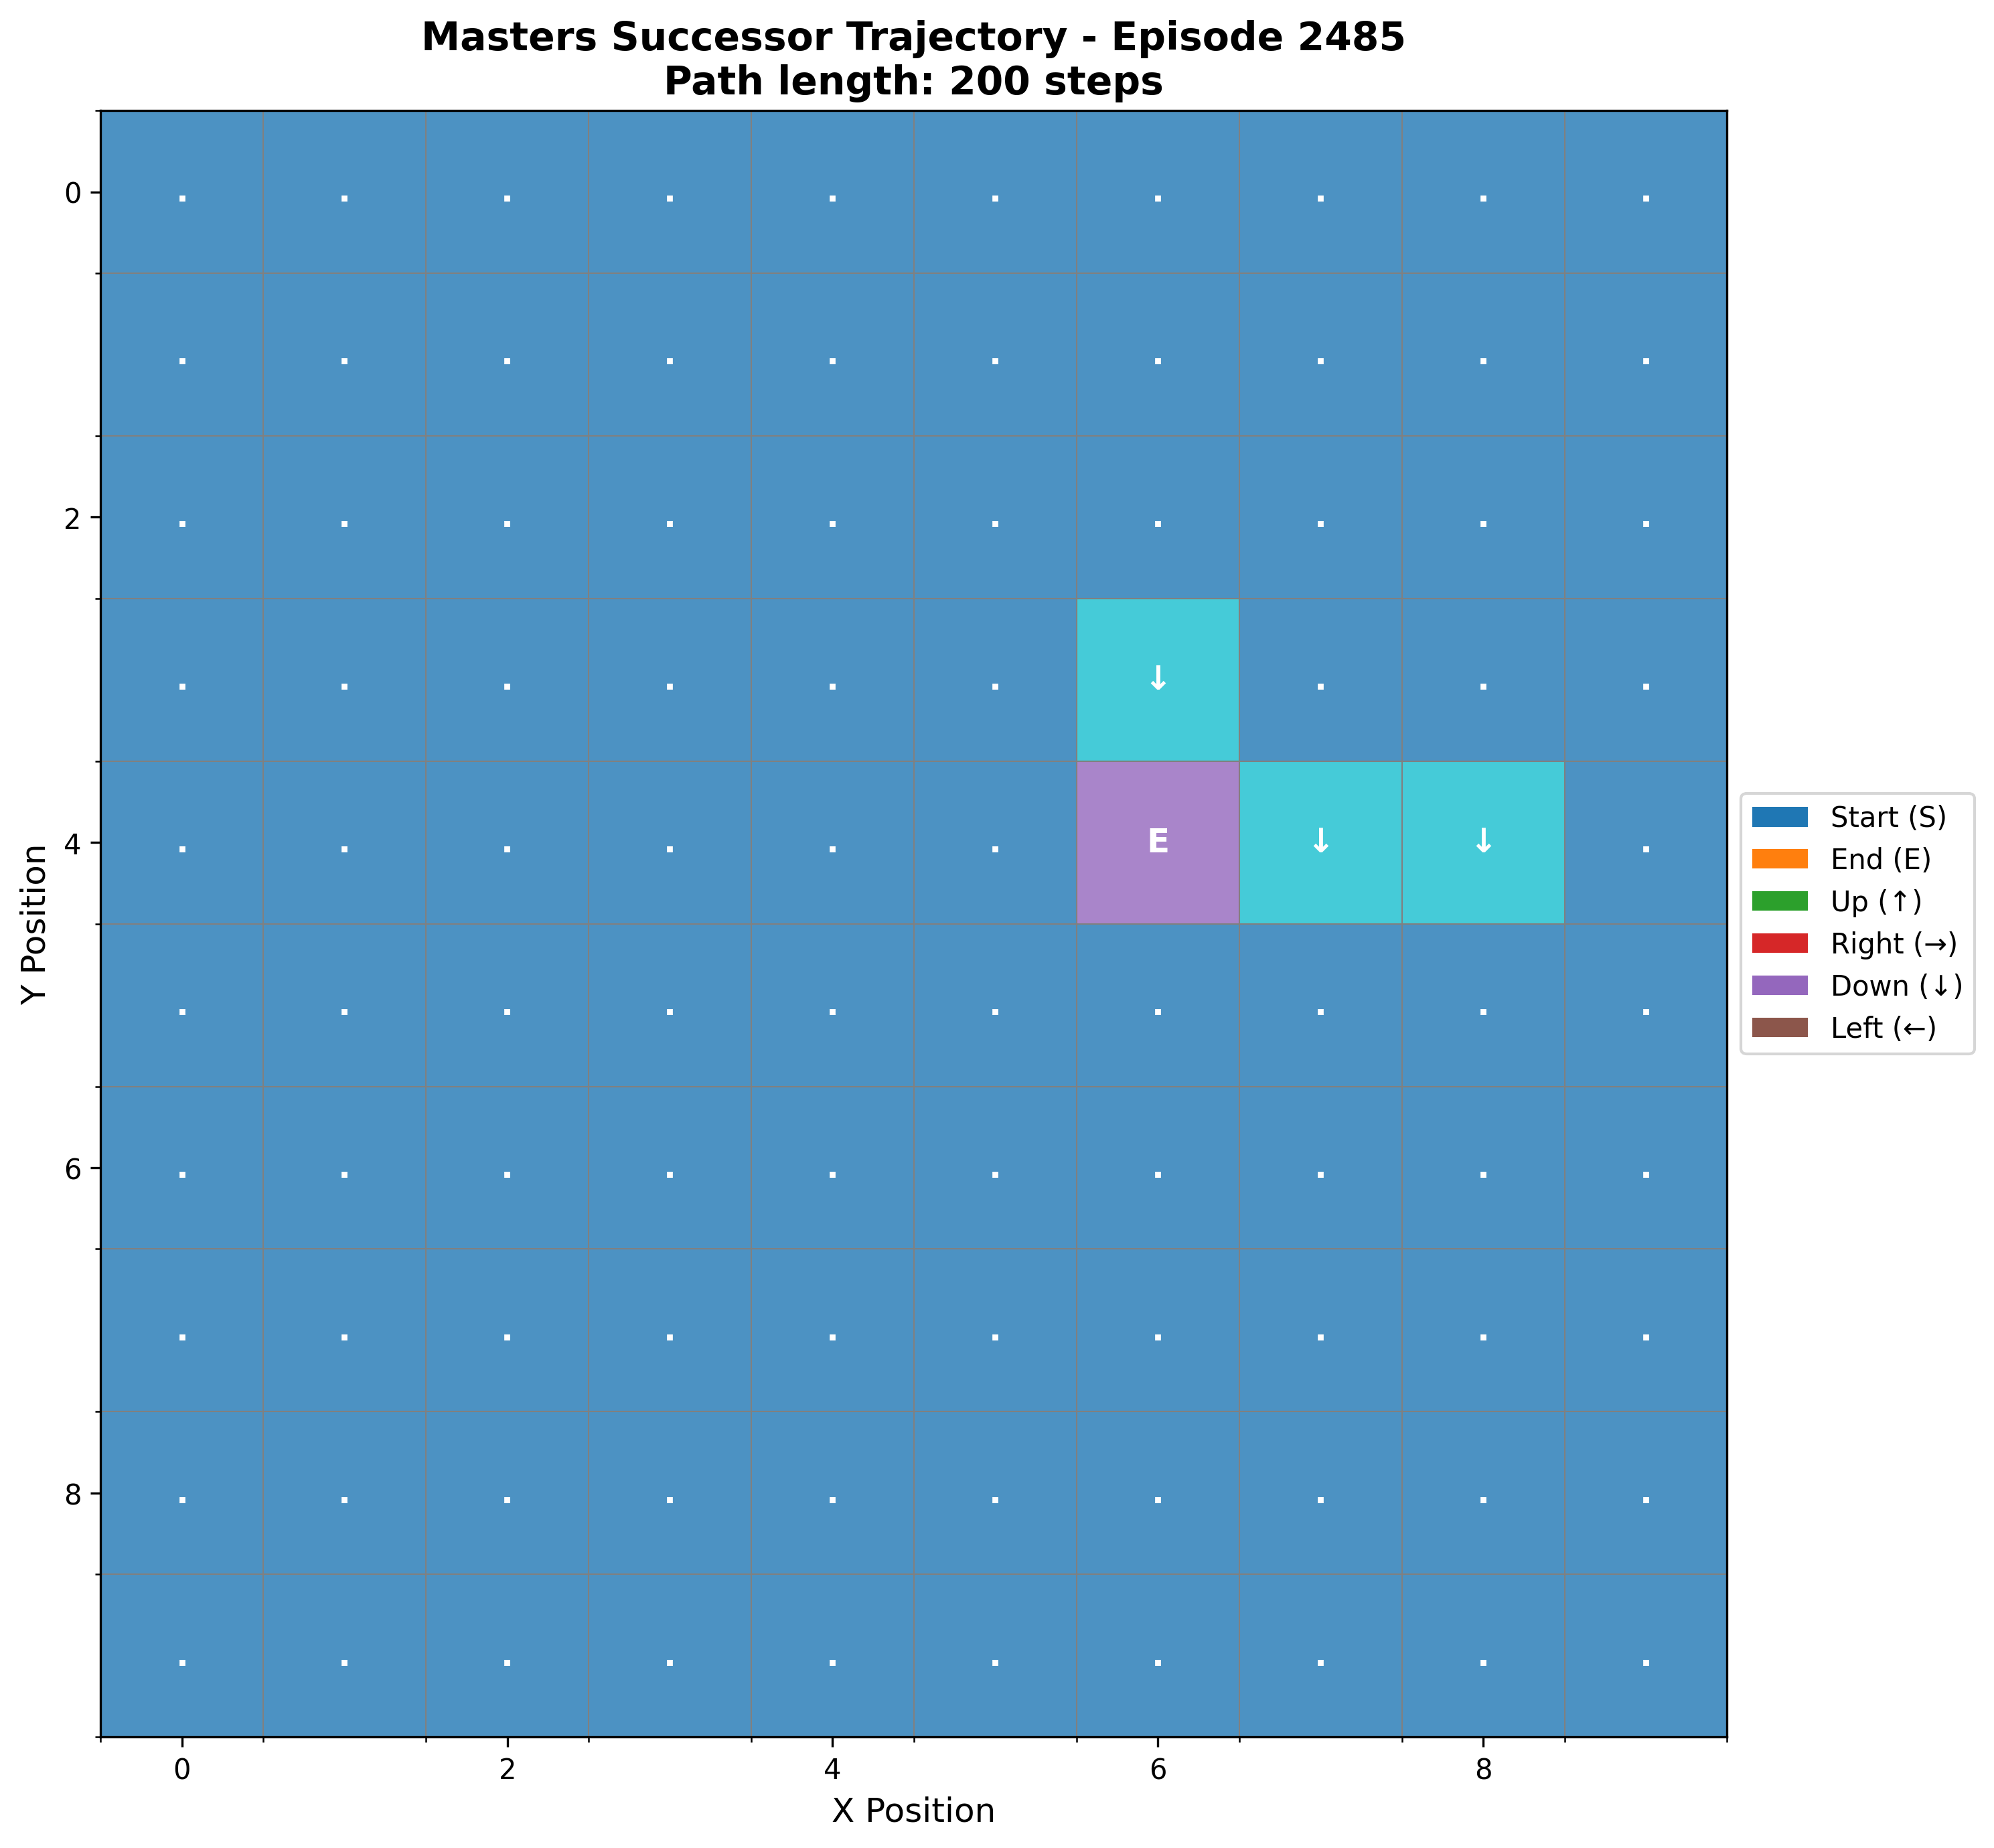 Masters Successor Trajectory - Episode 2485
Path length: 200 steps
0
2
↓
4
E ↓ ↓
6
8
0 2 4 6 8
X Position
Y Position
Start (S)
End (E)
Up (↑)
Right (→)
Down (↓)
Left (←)